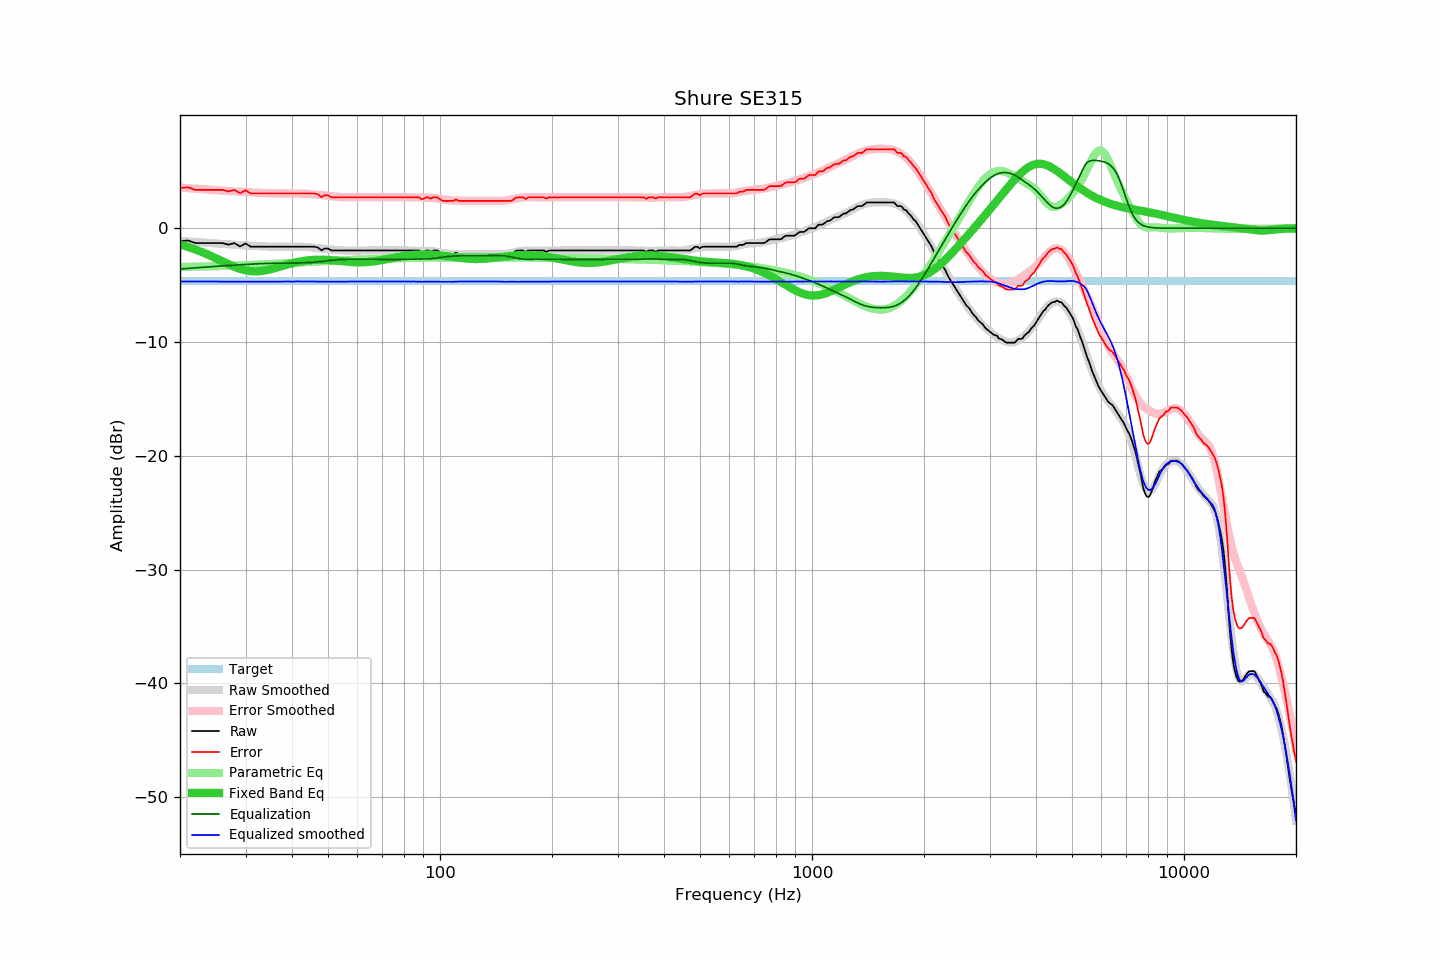 Shure SE315
Amplitude (dBr)
0
−10
−20
−30
−40
−50
Target
Raw Smoothed
Error Smoothed
Raw
Error
Parametric Eq
Fixed Band Eq
Equalization
Equalized smoothed
100 1000 10000
Frequency (Hz)